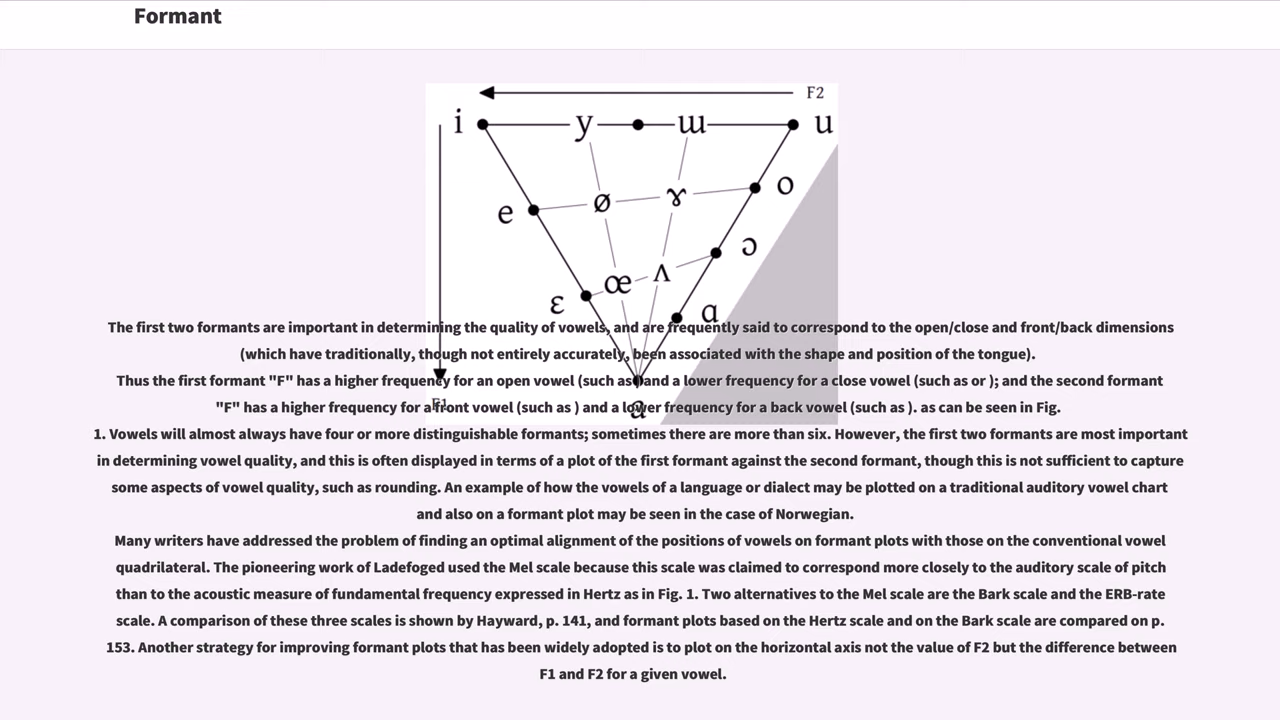 Formant
F2
i y ɯ u
e ø ɤ o
ɛ œ ʌ ɔ
ɑ
The first two formants are important in determining the quality of vowels, and are frequently said to correspond to the open/close and front/back dimensions
(which have traditionally, though not entirely accurately, been associated with the shape and position of the tongue).
Thus the first formant "F" has a higher frequency for an open vowel (such as ) and a lower frequency for a close vowel (such as or ); and the second formant
F1
a
"F" has a higher frequency for a front vowel (such as ) and a lower frequency for a back vowel (such as ). as can be seen in Fig.
1. Vowels will almost always have four or more distinguishable formants; sometimes there are more than six. However, the first two formants are most important
in determining vowel quality, and this is often displayed in terms of a plot of the first formant against the second formant, though this is not sufficient to capture
some aspects of vowel quality, such as rounding. An example of how the vowels of a language or dialect may be plotted on a traditional auditory vowel chart
and also on a formant plot may be seen in the case of Norwegian.
Many writers have addressed the problem of finding an optimal alignment of the positions of vowels on formant plots with those on the conventional vowel
quadrilateral. The pioneering work of Ladefoged used the Mel scale because this scale was claimed to correspond more closely to the auditory scale of pitch
than to the acoustic measure of fundamental frequency expressed in Hertz as in Fig. 1. Two alternatives to the Mel scale are the Bark scale and the ERB-rate
scale. A comparison of these three scales is shown by Hayward, p. 141, and formant plots based on the Hertz scale and on the Bark scale are compared on p.
153. Another strategy for improving formant plots that has been widely adopted is to plot on the horizontal axis not the value of F2 but the difference between
F1 and F2 for a given vowel.